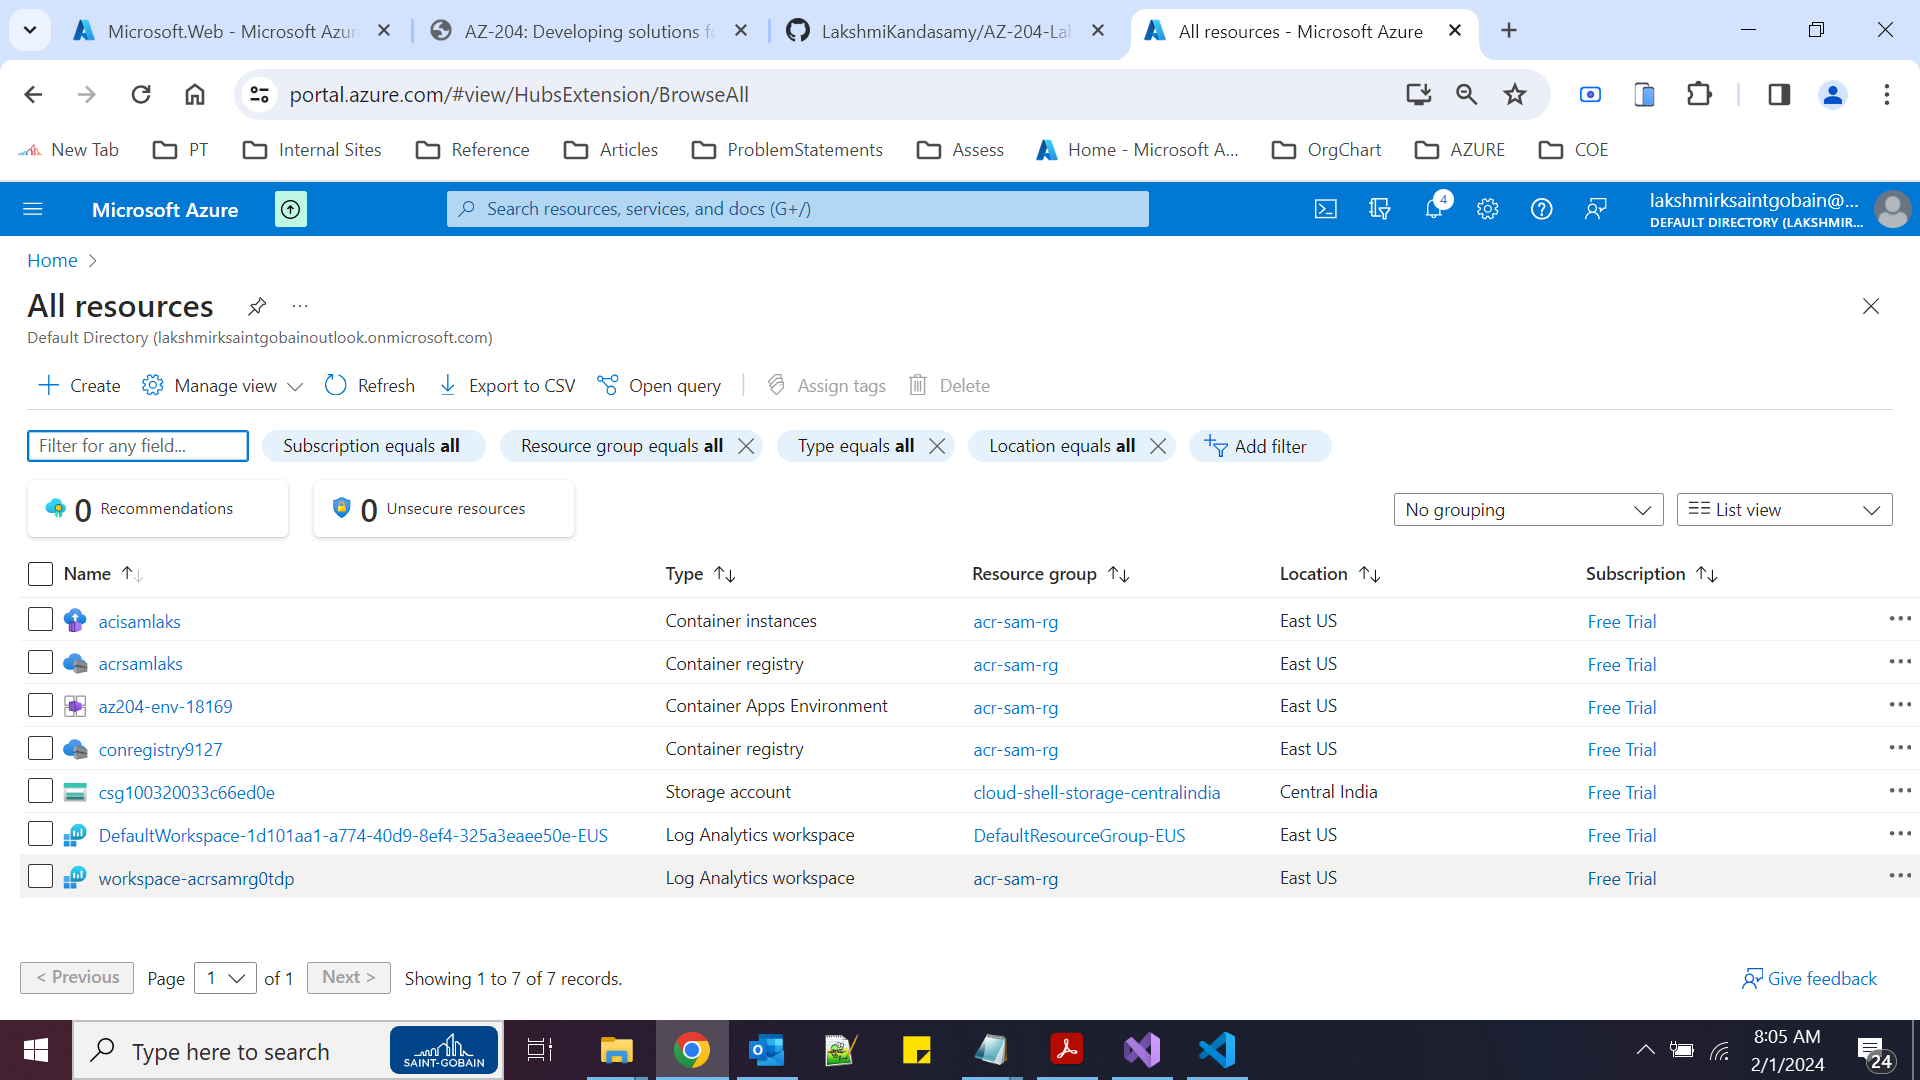 Microsoft.Web - Microsoft Azur
AZ-204: Developing solutions fo
LakshmiKandasamy/AZ-204-Lab
All resources - Microsoft Azure
portal.azure.com/#view/HubsExtension/BrowseAll
New Tab PT Internal Sites Reference Articles ProblemStatements Assess Home - Microsoft A... OrgChart AZURE COE
Microsoft Azure
Search resources, services, and docs (G+/)
4
lakshmirksaintgobain@...
DEFAULT DIRECTORY (LAKSHMIR...
Home >
All resources
...
Default Directory (lakshmirksaintgobainoutlook.onmicrosoft.com)
Create Manage view Refresh Export to CSV Open query Assign tags Delete
Filter for any field... Subscription equals all Resource group equals all Type equals all Location equals all Add filter
0 Recommendations 0 Unsecure resources
No grouping List view
Name Type Resource group Location Subscription
acisamlaks Container instances acr-sam-rg East US Free Trial
acrsamlaks Container registry acr-sam-rg East US Free Trial
az204-env-18169 Container Apps Environment acr-sam-rg East US Free Trial
conregistry9127 Container registry acr-sam-rg East US Free Trial
csg100320033c66ed0e Storage account cloud-shell-storage-centralindia Central India Free Trial
DefaultWorkspace-1d101aa1-a774-40d9-8ef4-325a3eaee50e-EUS Log Analytics workspace DefaultResourceGroup-EUS East US Free Trial
workspace-acrsamrg0tdp Log Analytics workspace acr-sam-rg East US Free Trial
< Previous Page 1 of 1 Next > Showing 1 to 7 of 7 records.
Give feedback
Type here to search
SAINT-GOBAIN
8:05 AM
2/1/2024
24